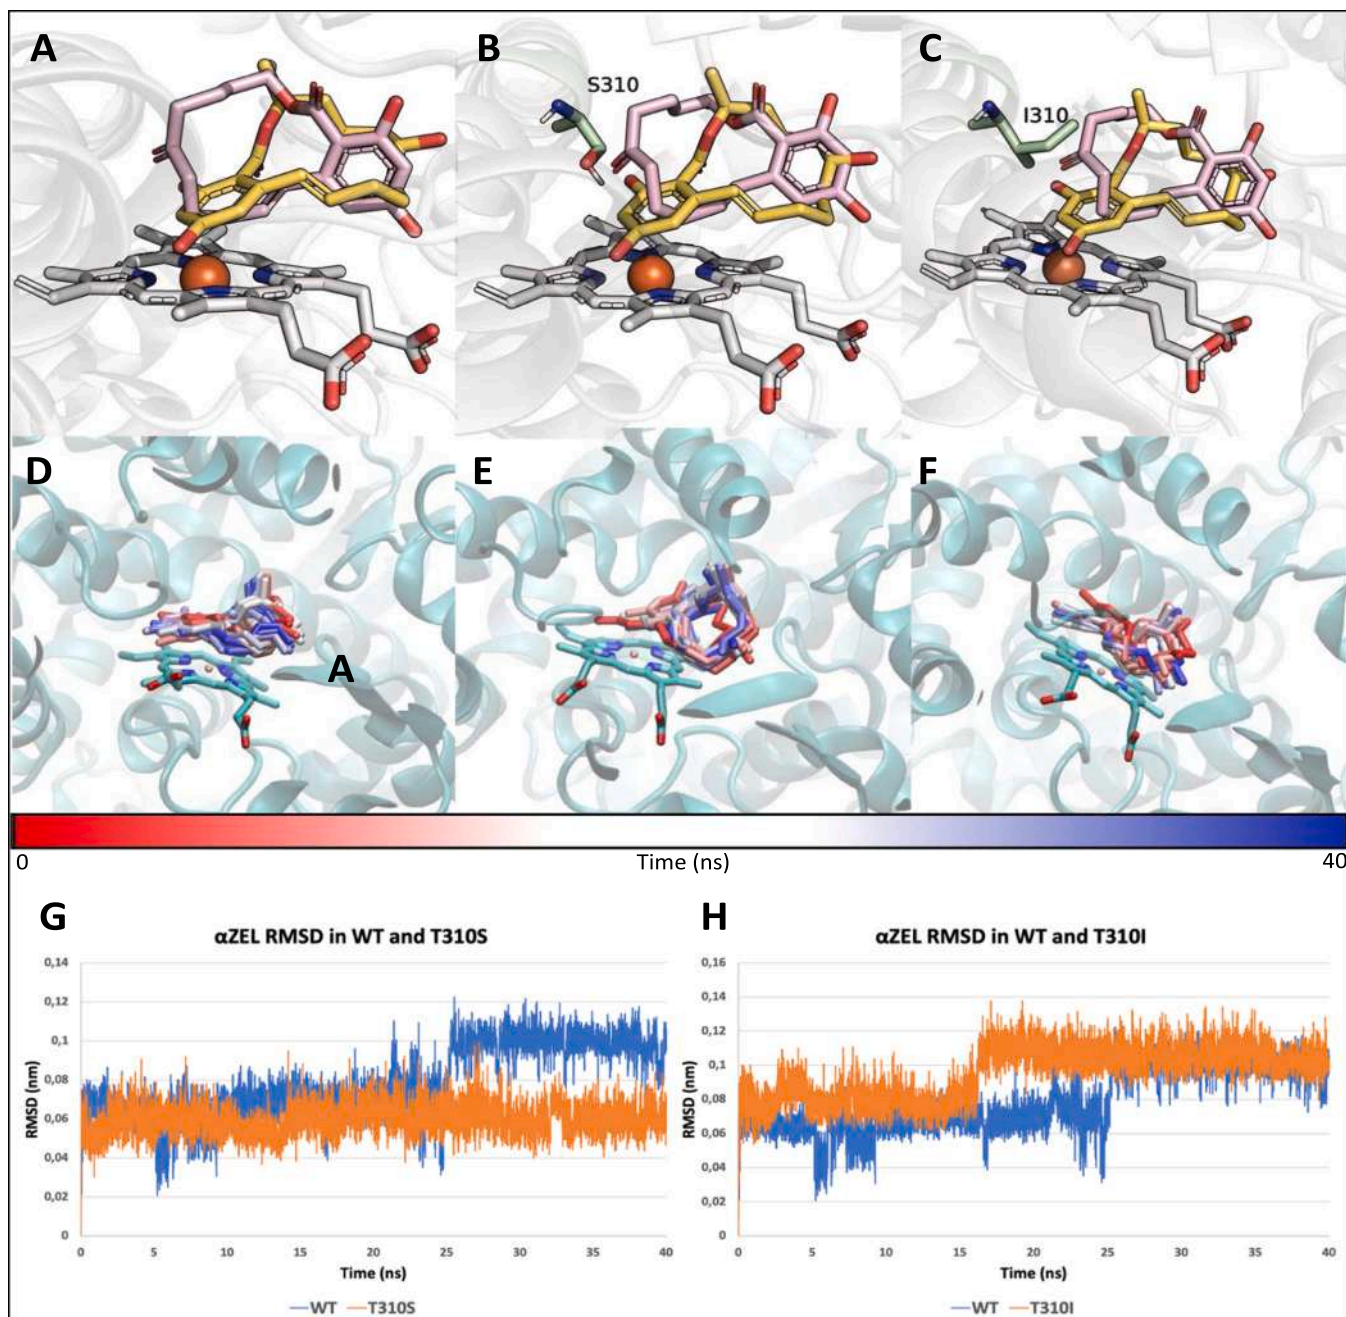 A
B
C
S310
I310
D
E
F
A
0
Time (ns)
40
G
H
αZEL RMSD in WT and T310S
αZEL RMSD in WT and T310I
RMSD (nm)
0,14
0,12
0,1
0,08
0,06
0,04
0,02
0
0 5 10 15 20 25 30 35 40
Time (ns)
WT T310S
RMSD (nm)
0,16
0,14
0,12
0,1
0,08
0,06
0,04
0,02
0
0 5 10 15 20 25 30 35 40
Time (ns)
WT T310I